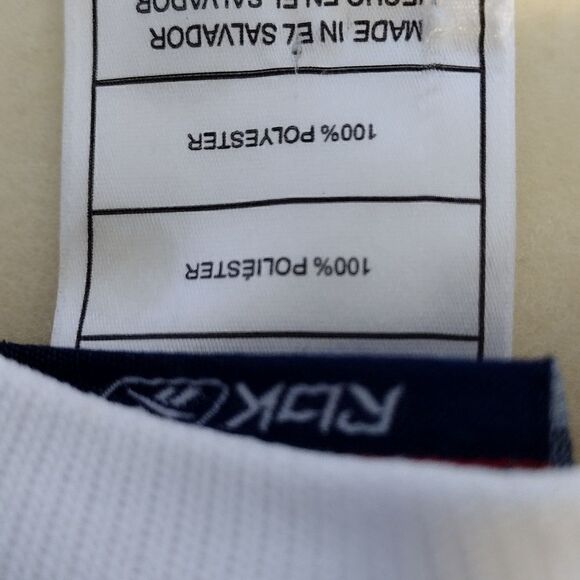 RbK
100% POLIÉSTER
100% POLYESTER
MADE IN EL SALVADOR
HECHO EN EL SALVADOR